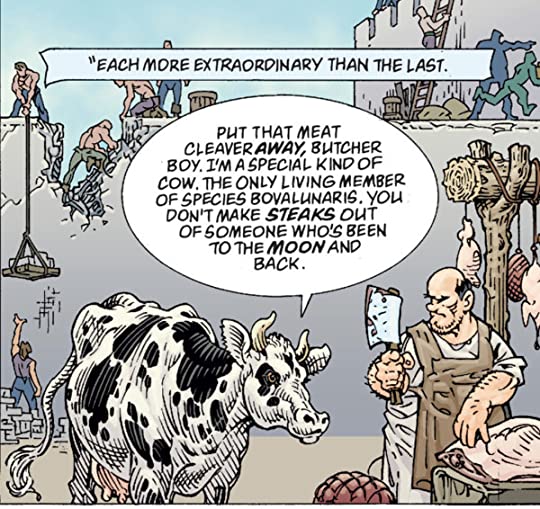 "EACH MORE EXTRAORDINARY THAN THE LAST.
PUT THAT MEAT
CLEAVER AWAY, BUTCHER
BOY. I'M A SPECIAL KIND OF
COW. THE ONLY LIVING MEMBER
OF SPECIES BOVALUNARIS. YOU
DON'T MAKE STEAKS OUT
OF SOMEONE WHO'S BEEN
TO THE MOON AND
BACK.